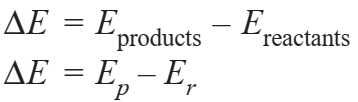 ΔE = E_products − E_reactants
ΔE = E_p − E_r